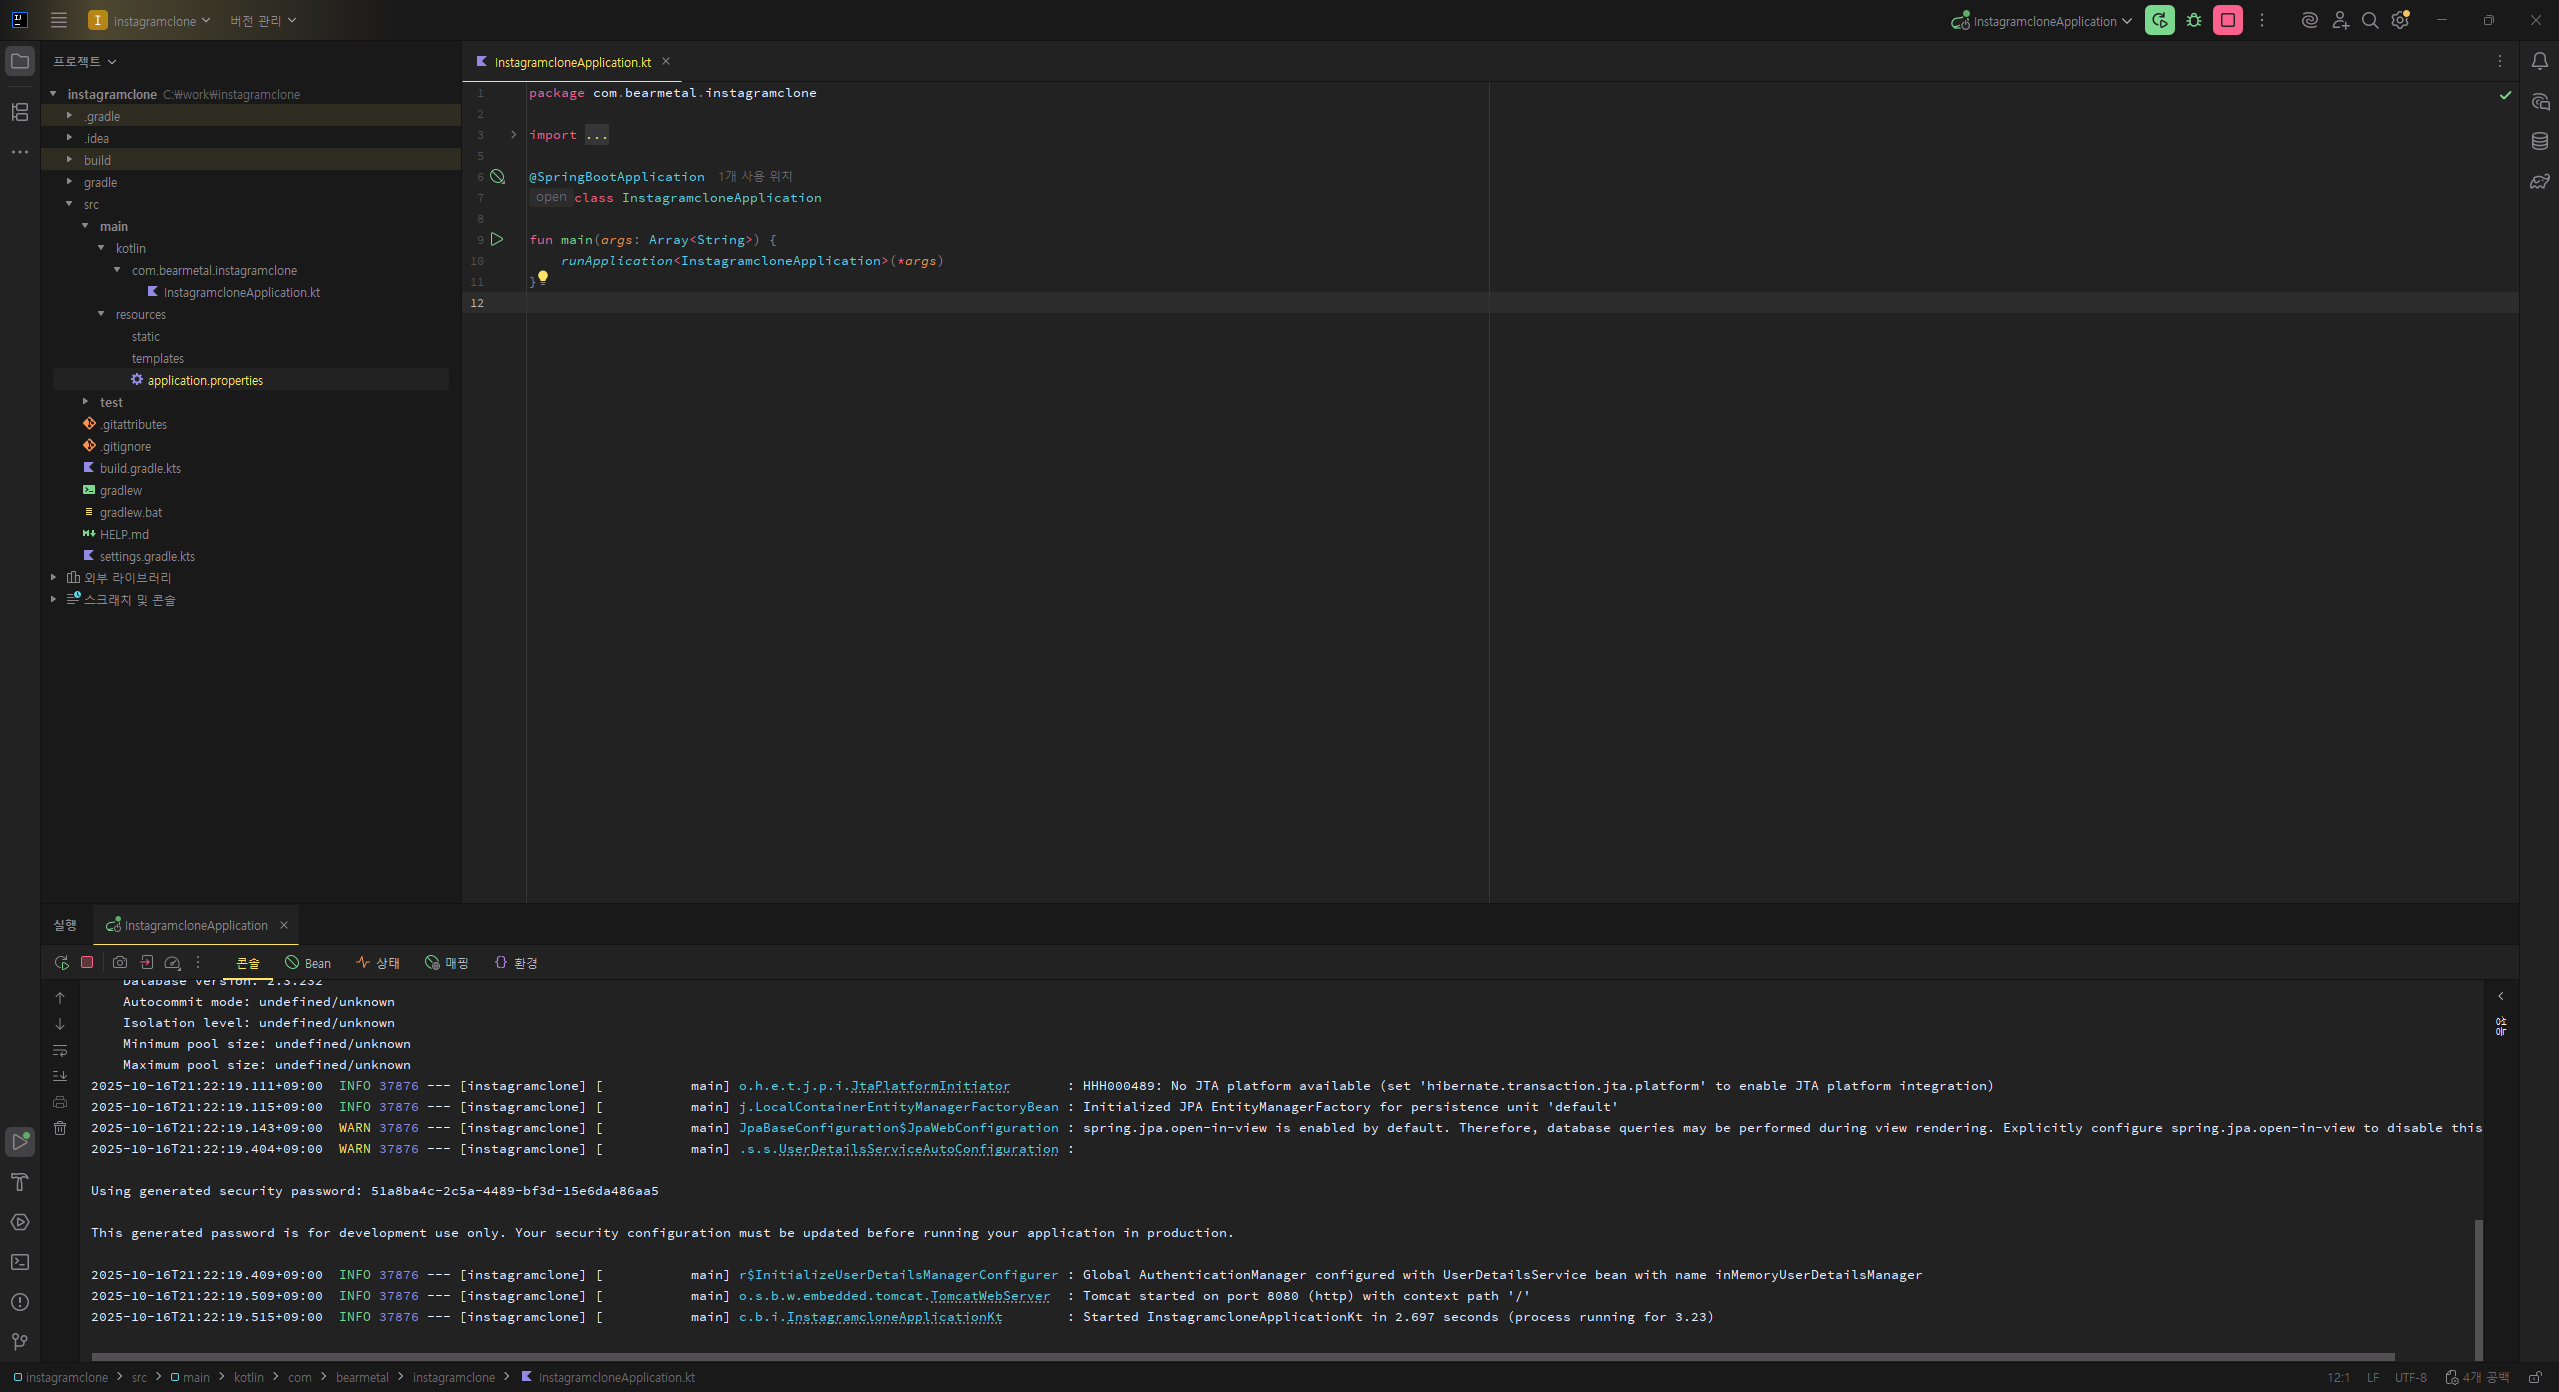 instagramclone
버전 관리
InstagramcloneApplication
프로젝트
InstagramcloneApplication.kt
instagramclone C:₩work₩instagramclone
.gradle
.idea
build
gradle
src
main
kotlin
com.bearmetal.instagramclone
InstagramcloneApplication.kt
resources
static
templates
application.properties
test
.gitattributes
.gitignore
build.gradle.kts
gradlew
gradlew.bat
HELP.md
settings.gradle.kts
외부 라이브러리
스크래치 및 콘솔
1 package com.bearmetal.instagramclone
2
3 import ...
5
6 @SpringBootApplication 1개 사용 위치
7 open class InstagramcloneApplication
8
9 fun main(args: Array<String>) {
10 runApplication<InstagramcloneApplication>(*args)
11 }
12
실행 InstagramcloneApplication
콘솔 Bean 상태 매핑 환경
Database version: 2.3.232
Autocommit mode: undefined/unknown
Isolation level: undefined/unknown
Minimum pool size: undefined/unknown
Maximum pool size: undefined/unknown
2025-10-16T21:22:19.111+09:00 INFO 37876 --- [instagramclone] [ main] o.h.e.t.j.p.i.JtaPlatformInitiator : HHH000489: No JTA platform available (set 'hibernate.transaction.jta.platform' to enable JTA platform integration)
2025-10-16T21:22:19.115+09:00 INFO 37876 --- [instagramclone] [ main] j.LocalContainerEntityManagerFactoryBean : Initialized JPA EntityManagerFactory for persistence unit 'default'
2025-10-16T21:22:19.143+09:00 WARN 37876 --- [instagramclone] [ main] JpaBaseConfiguration$JpaWebConfiguration : spring.jpa.open-in-view is enabled by default. Therefore, database queries may be performed during view rendering. Explicitly configure spring.jpa.open-in-view to disable this
2025-10-16T21:22:19.404+09:00 WARN 37876 --- [instagramclone] [ main] .s.s.UserDetailsServiceAutoConfiguration :
Using generated security password: 51a8ba4c-2c5a-4489-bf3d-15e6da486aa5
This generated password is for development use only. Your security configuration must be updated before running your application in production.
2025-10-16T21:22:19.409+09:00 INFO 37876 --- [instagramclone] [ main] r$InitializeUserDetailsManagerConfigurer : Global AuthenticationManager configured with UserDetailsService bean with name inMemoryUserDetailsManager
2025-10-16T21:22:19.509+09:00 INFO 37876 --- [instagramclone] [ main] o.s.b.w.embedded.tomcat.TomcatWebServer : Tomcat started on port 8080 (http) with context path '/'
2025-10-16T21:22:19.515+09:00 INFO 37876 --- [instagramclone] [ main] c.b.i.InstagramcloneApplicationKt : Started InstagramcloneApplicationKt in 2.697 seconds (process running for 3.23)
instagramclone > src > main > kotlin > com > bearmetal > instagramclone > InstagramcloneApplication.kt
12:1 LF UTF-8 4개 공백